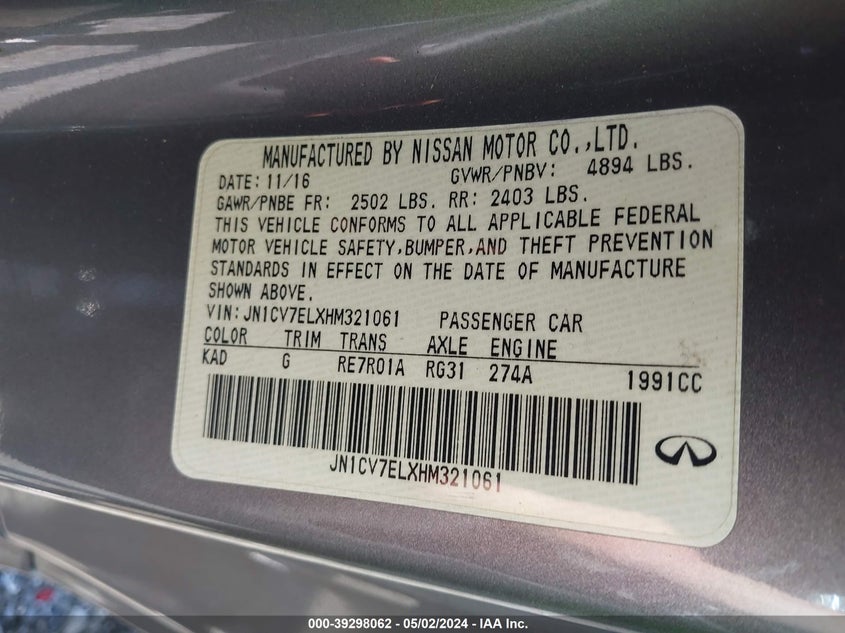 MANUFACTURED BY NISSAN MOTOR CO.,LTD.
DATE: 11/16 GVWR/PNBV: 4894 LBS.
GAWR/PNBE FR: 2502 LBS. RR: 2403 LBS.
THIS VEHICLE CONFORMS TO ALL APPLICABLE FEDERAL
MOTOR VEHICLE SAFETY,BUMPER,AND THEFT PREVENTION
STANDARDS IN EFFECT ON THE DATE OF MANUFACTURE
SHOWN ABOVE.
VIN:JN1CV7ELXHM321061 PASSENGER CAR
COLOR TRIM TRANS AXLE ENGINE
KAD G RE7R01A RG31 274A 1991CC
JN1CV7ELXHM321061
000-39298062 - 05/02/2024 - IAA Inc.